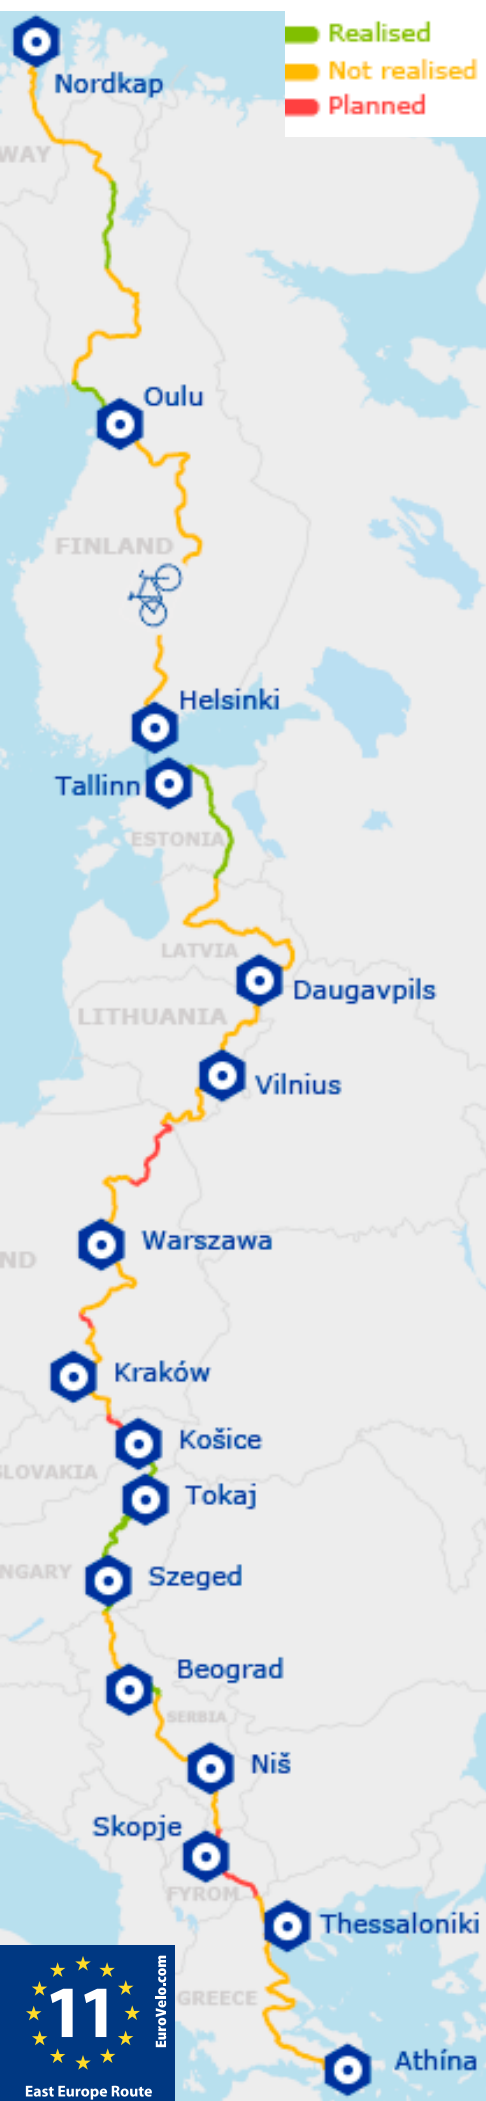 Realised
Not realised
Planned
Nordkap
WAY
Oulu
FINLAND
Helsinki
Tallinn
ESTONIA
LATVIA
Daugavpils
LITHUANIA
Vilnius
Warszawa
ND
Kraków
Košice
SLOVAKIA
Tokaj
NGARY
Szeged
Beograd
SERBIA
Niš
Skopje
FYROM
Thessaloniki
GREECE
Athína
11
EuroVelo.com
East Europe Route